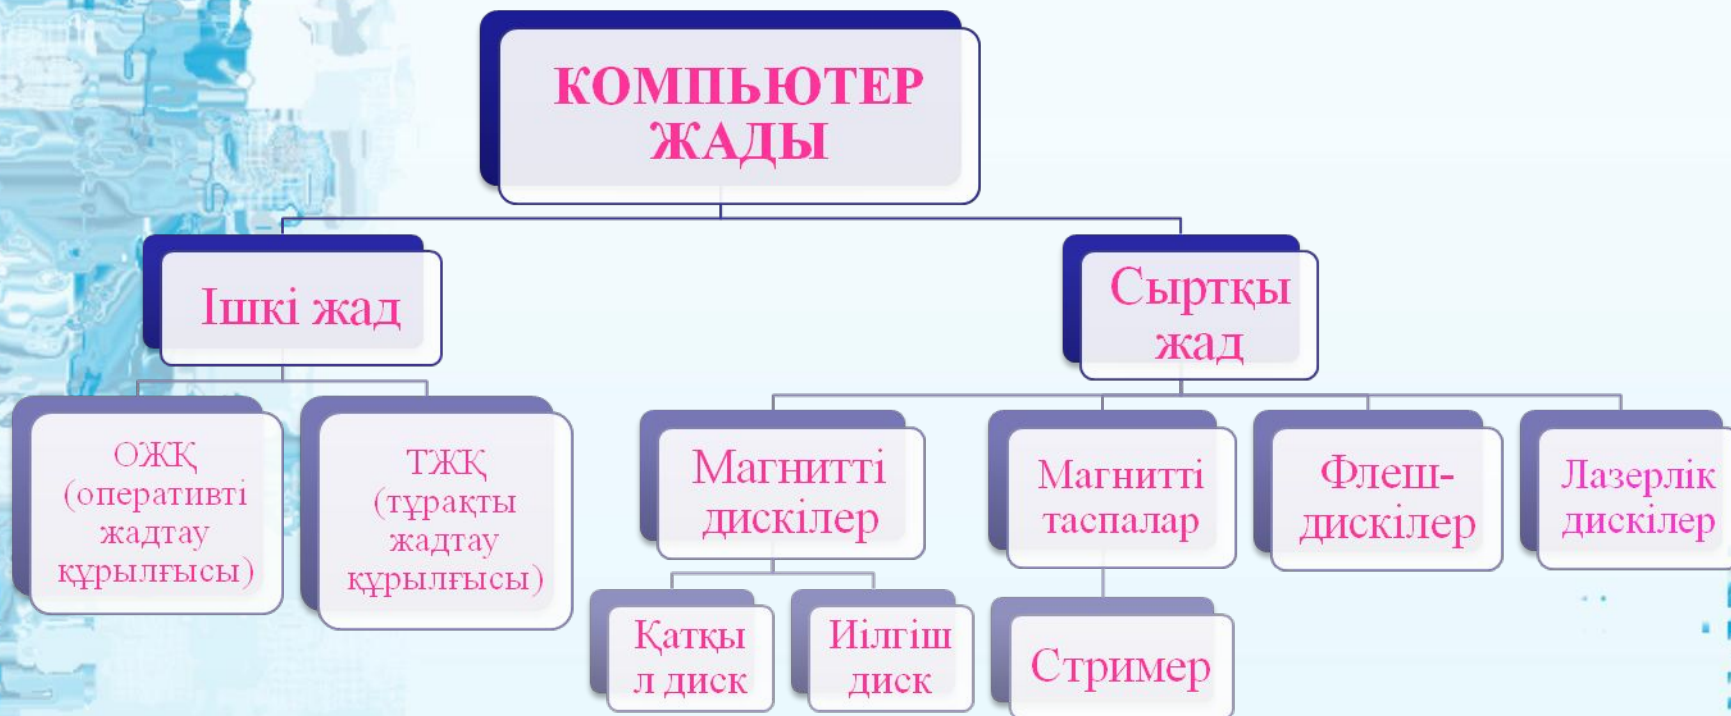 КОМПЬЮТЕР
ЖАДЫ
Ішкі жад
Сыртқы
жад
ОЖҚ
(оперативті
жадтау
құрылғысы)
ТЖҚ
(тұрақты
жадтау
құрылғысы)
Магнитті
дискілер
Магнитті
таспалар
Флеш-
дискілер
Лазерлік
дискілер
Қатқы
л диск
Иілгіш
диск
Стример